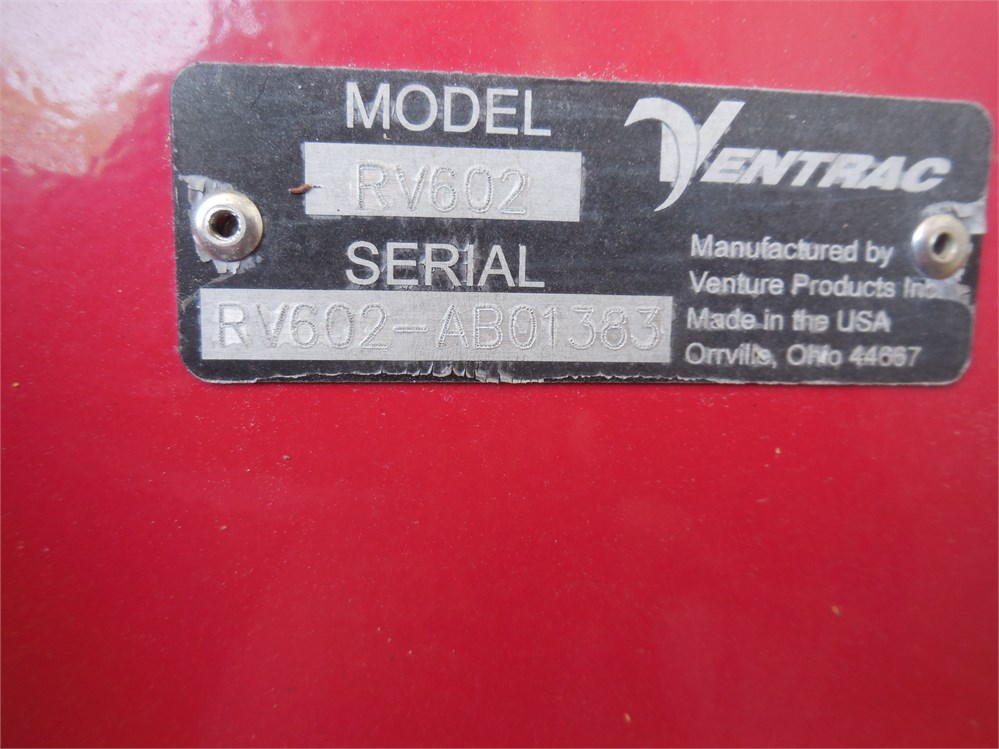 MODEL
RV602
SERIAL
RV602-AB01383
VENTRAC
Manufactured by
Venture Products Inc.
Made in the USA
Orrville, Ohio 44667